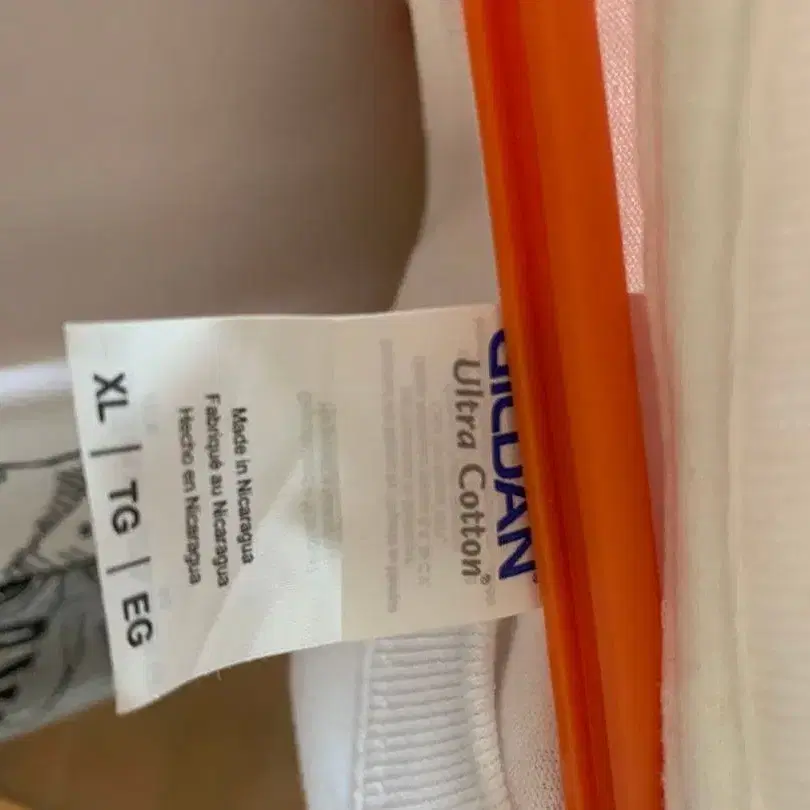 GILDAN
Ultra Cotton®
Made in Nicaragua
Fabriqué au Nicaragua
Hecho en Nicaragua
XL | TG | EG